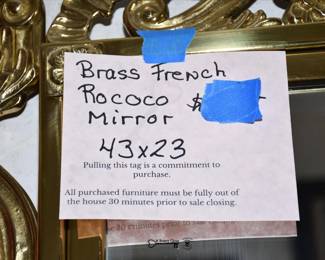 Brass French
Rococo $
Mirror
43x23
Pulling this tag is a commitment to
purchase.
All purchased furniture must be fully out of
the house 30 minutes prior to sale closing.